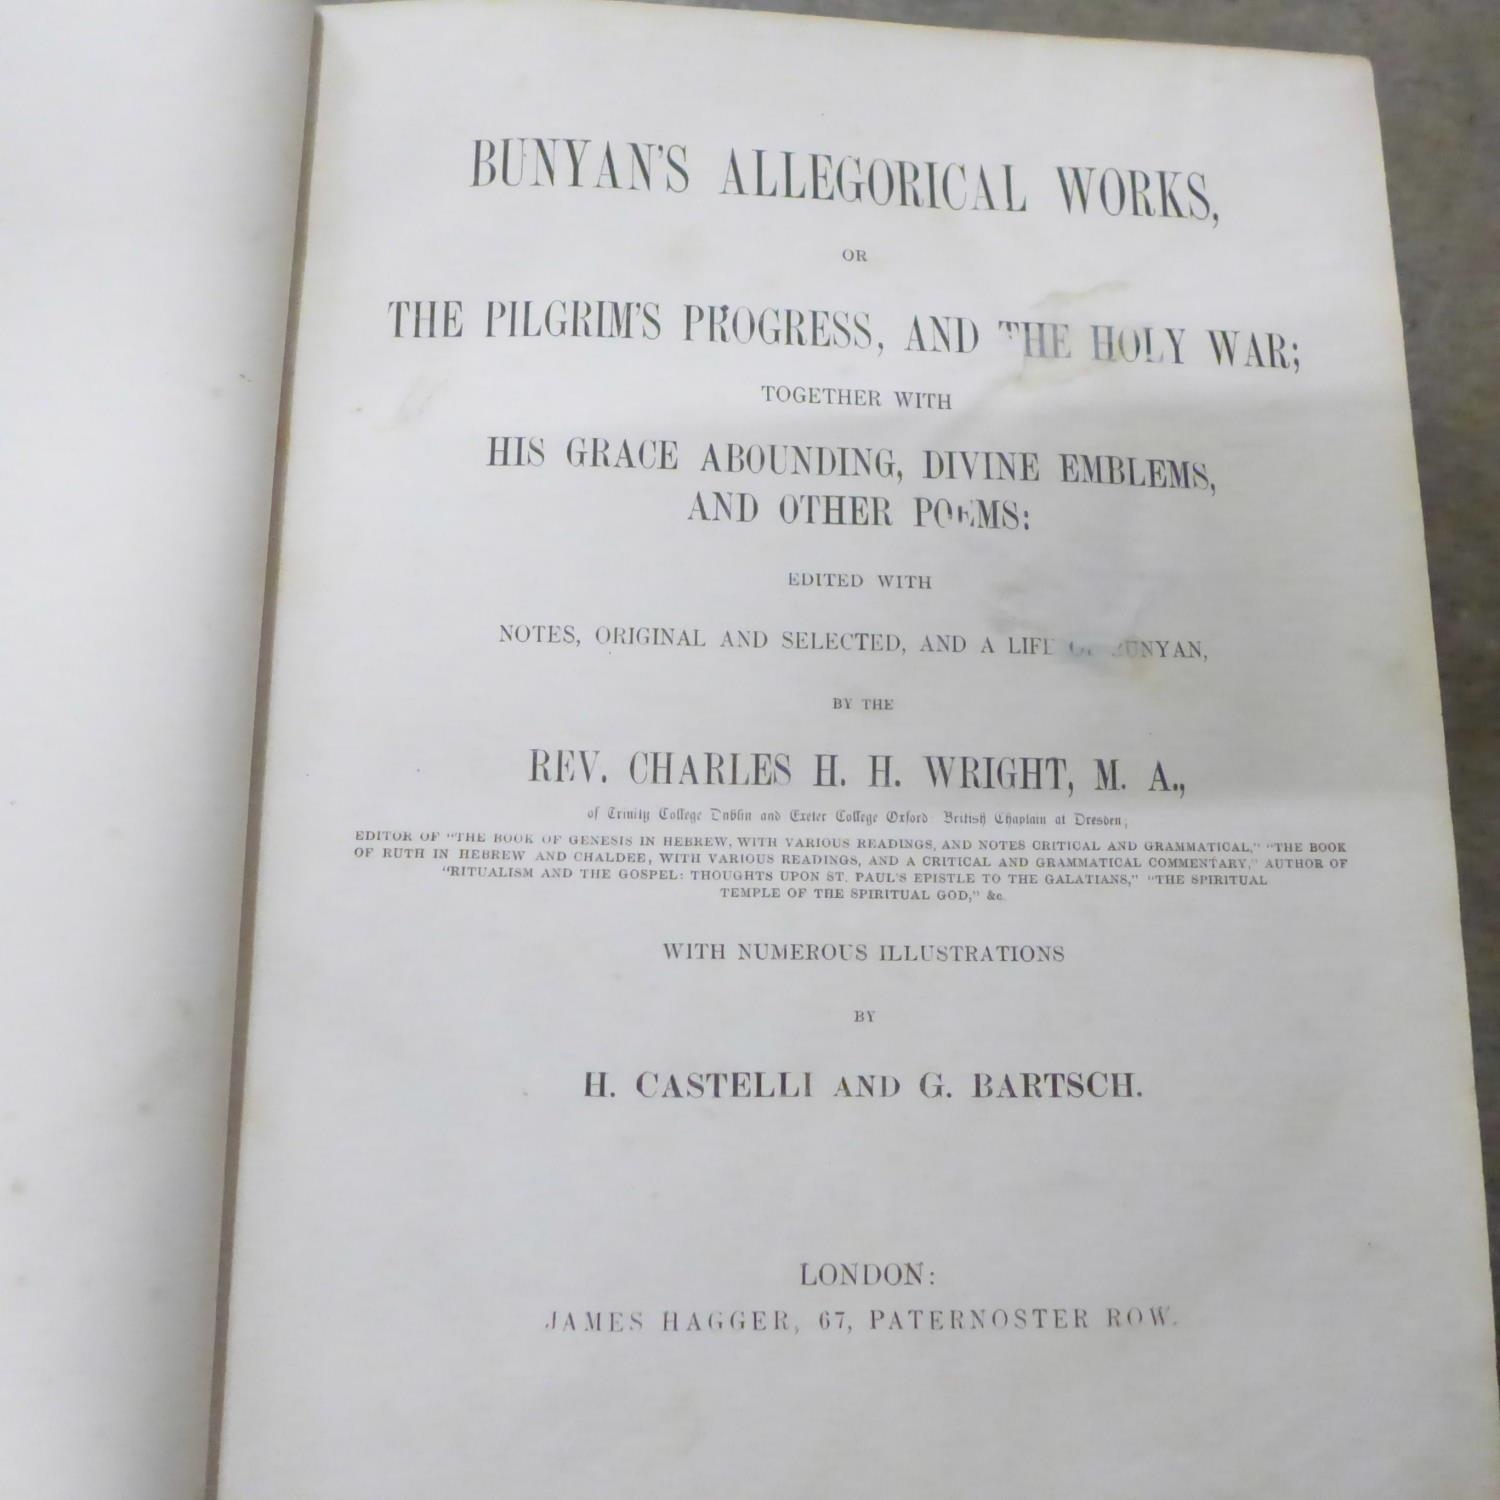 BUNYAN'S ALLEGORICAL WORKS,
OR
THE PILGRIM'S PROGRESS, AND THE HOLY WAR;
TOGETHER WITH
HIS GRACE ABOUNDING, DIVINE EMBLEMS,
AND OTHER POEMS:
EDITED WITH
NOTES, ORIGINAL AND SELECTED, AND A LIFE OF BUNYAN,
BY THE
REV. CHARLES H. H. WRIGHT, M. A.,
of Trinity College Dublin and Exeter College Oxford British Chaplain at Dresden;
EDITOR OF "THE BOOK OF GENESIS IN HEBREW, WITH VARIOUS READINGS, AND NOTES CRITICAL AND GRAMMATICAL," "THE BOOK
OF RUTH IN HEBREW AND CHALDEE, WITH VARIOUS READINGS, AND A CRITICAL AND GRAMMATICAL COMMENTARY," AUTHOR OF
"RITUALISM AND THE GOSPEL: THOUGHTS UPON ST. PAUL'S EPISTLE TO THE GALATIANS," "THE SPIRITUAL
TEMPLE OF THE SPIRITUAL GOD," &c.
WITH NUMEROUS ILLUSTRATIONS
BY
H. CASTELLI AND G. BARTSCH.
LONDON:
JAMES HAGGER, 67, PATERNOSTER ROW.